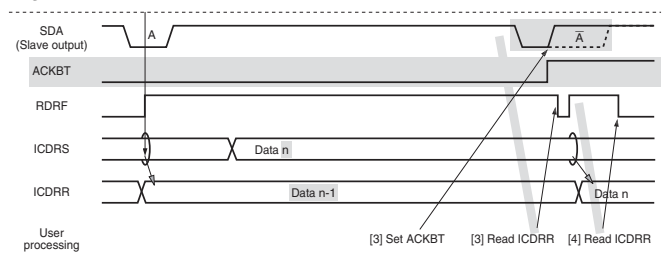 SDA
(Slave output)
A
A
ACKBT
RDRF
ICDRS
Data n
ICDRR
Data n-1
Data n
User
processing
[3] Set ACKBT
[3] Read ICDRR
[4] Read ICDRR